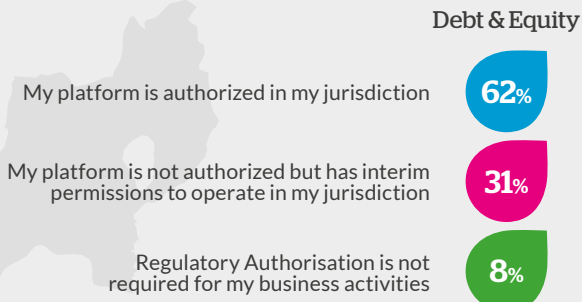 Debt & Equity
My platform is authorized in my jurisdiction
62%
My platform is not authorized but has interim
permissions to operate in my jurisdiction
31%
Regulatory Authorisation is not
required for my business activities
8%